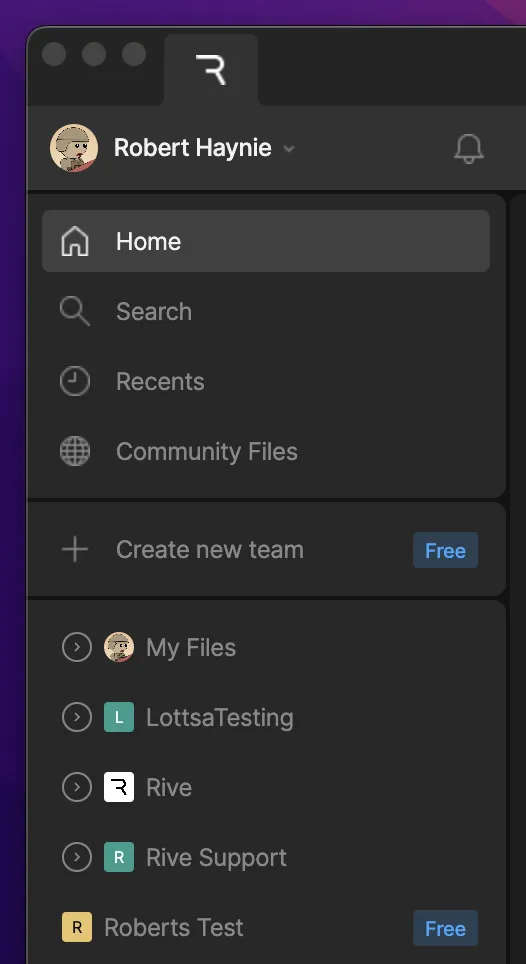 Robert Haynie
Home
Search
Recents
Community Files
Create new team Free
My Files
L LottsaTesting
Rive
R Rive Support
R Roberts Test Free